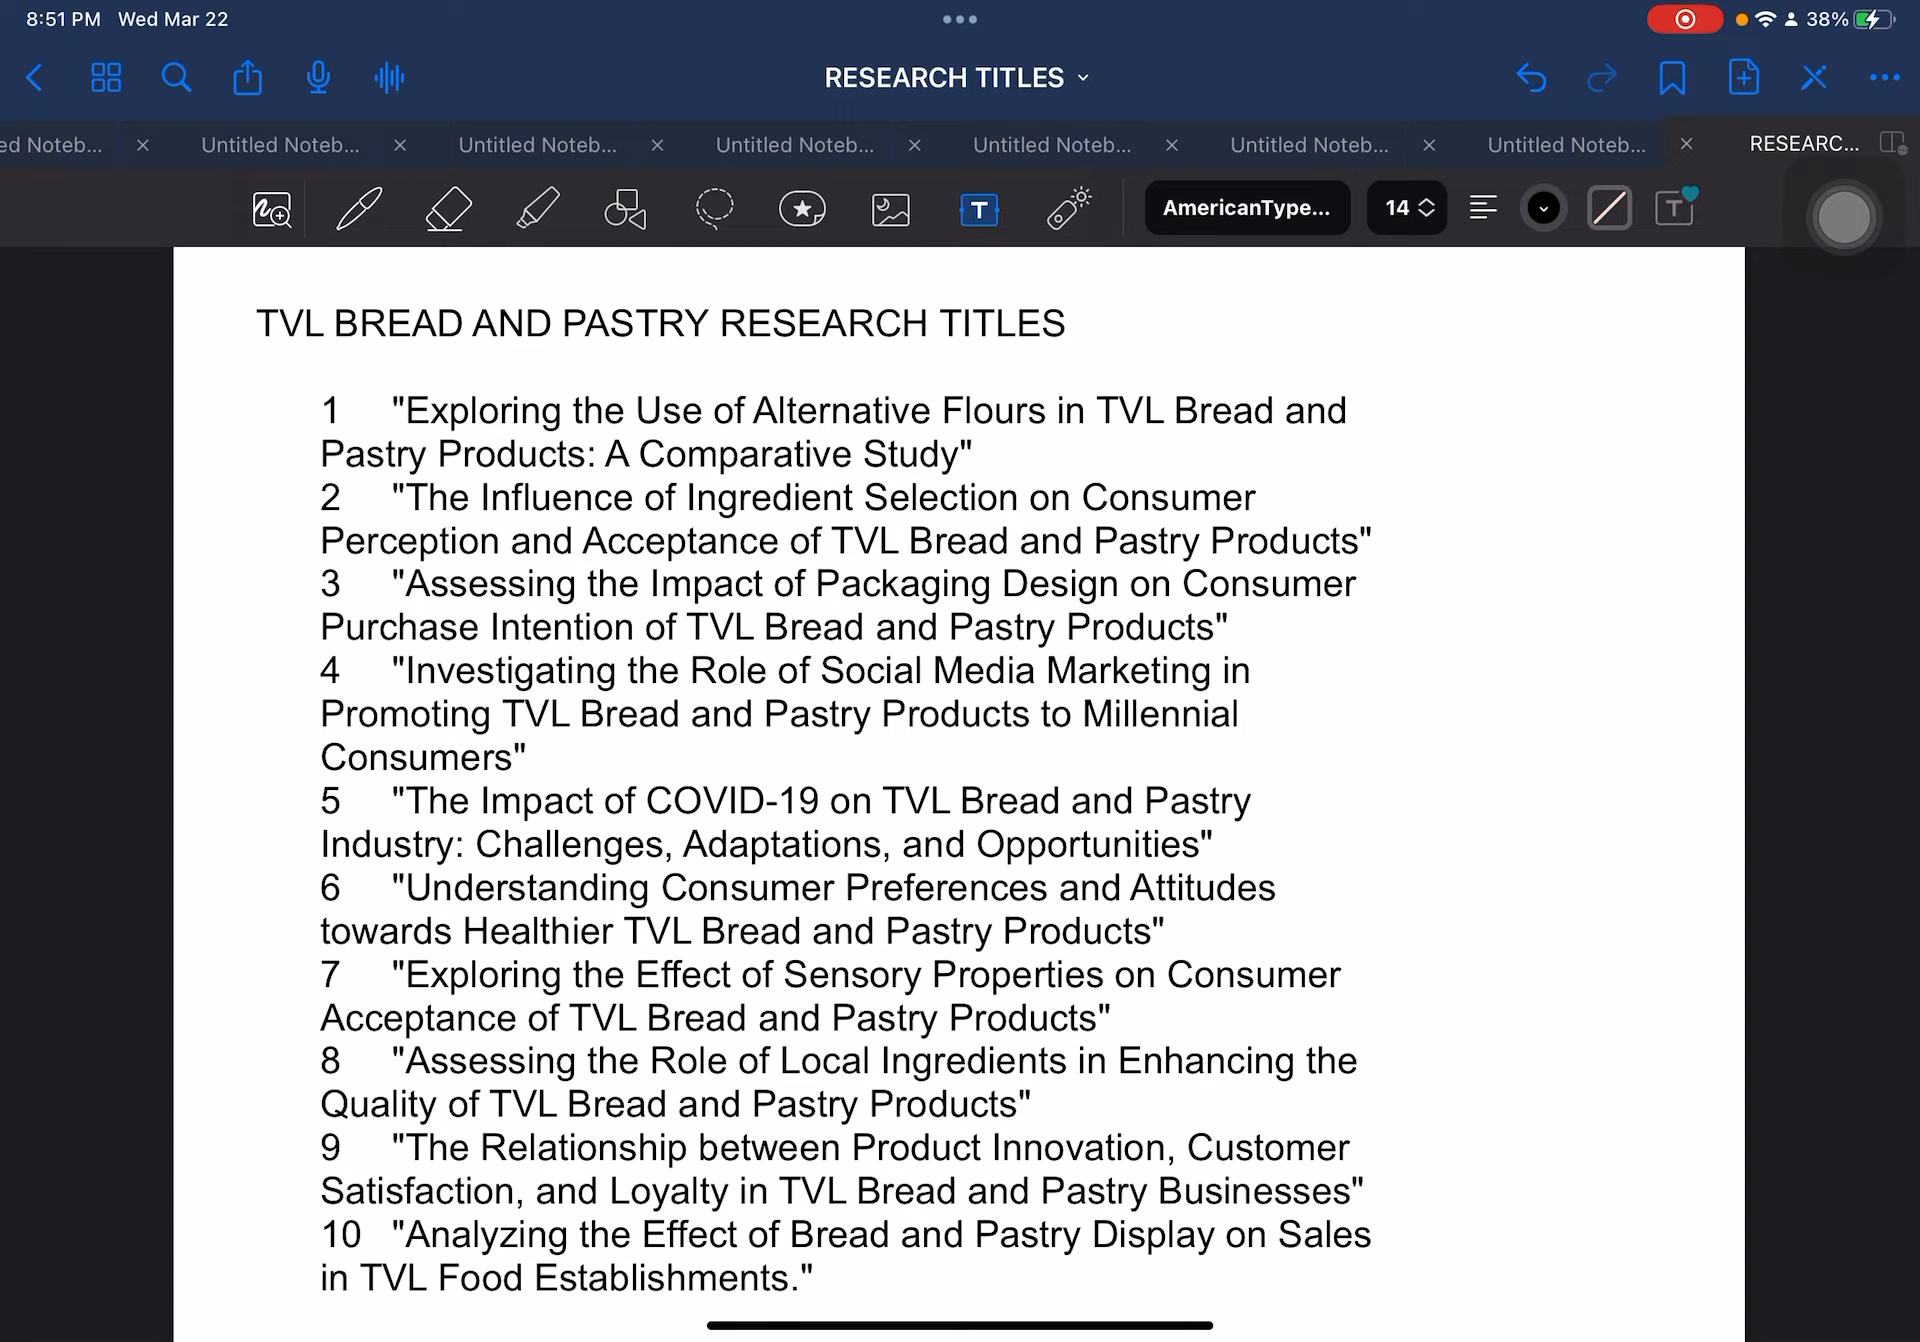 8:51 PM Wed Mar 22
38%
RESEARCH TITLES
ed Noteb...
Untitled Noteb...
Untitled Noteb...
Untitled Noteb...
Untitled Noteb...
Untitled Noteb...
Untitled Noteb...
RESEARC...
T
AmericanType...
14
T
TVL BREAD AND PASTRY RESEARCH TITLES
1 "Exploring the Use of Alternative Flours in TVL Bread and
Pastry Products: A Comparative Study"
2 "The Influence of Ingredient Selection on Consumer
Perception and Acceptance of TVL Bread and Pastry Products"
3 "Assessing the Impact of Packaging Design on Consumer
Purchase Intention of TVL Bread and Pastry Products"
4 "Investigating the Role of Social Media Marketing in
Promoting TVL Bread and Pastry Products to Millennial
Consumers"
5 "The Impact of COVID-19 on TVL Bread and Pastry
Industry: Challenges, Adaptations, and Opportunities"
6 "Understanding Consumer Preferences and Attitudes
towards Healthier TVL Bread and Pastry Products"
7 "Exploring the Effect of Sensory Properties on Consumer
Acceptance of TVL Bread and Pastry Products"
8 "Assessing the Role of Local Ingredients in Enhancing the
Quality of TVL Bread and Pastry Products"
9 "The Relationship between Product Innovation, Customer
Satisfaction, and Loyalty in TVL Bread and Pastry Businesses"
10 "Analyzing the Effect of Bread and Pastry Display on Sales
in TVL Food Establishments."